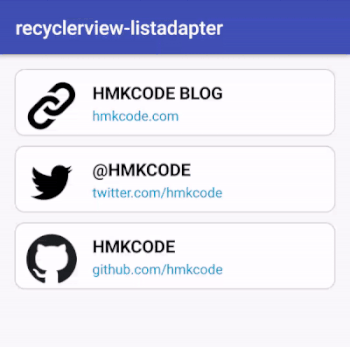 recyclerview-listadapter
HMKCODE BLOG
hmkcode.com
@HMKCODE
twitter.com/hmkcode
HMKCODE
github.com/hmkcode